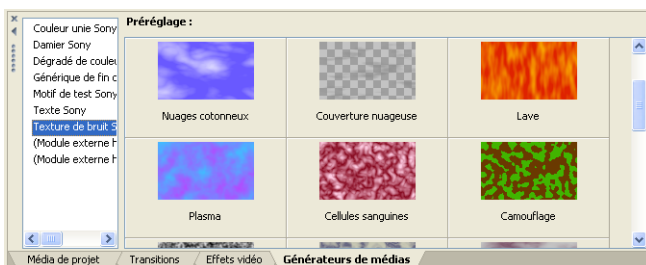 Préréglage :
Couleur unie Sony
Damier Sony
Dégradé de couleu
Générique de fin c
Motif de test Sony
Texte Sony
Texture de bruit S
(Module externe h
(Module externe h
Nuages cotonneux
Couverture nuageuse
Lave
Plasma
Cellules sanguines
Camouflage
Média de projet
Transitions
Effets vidéo
Générateurs de médias